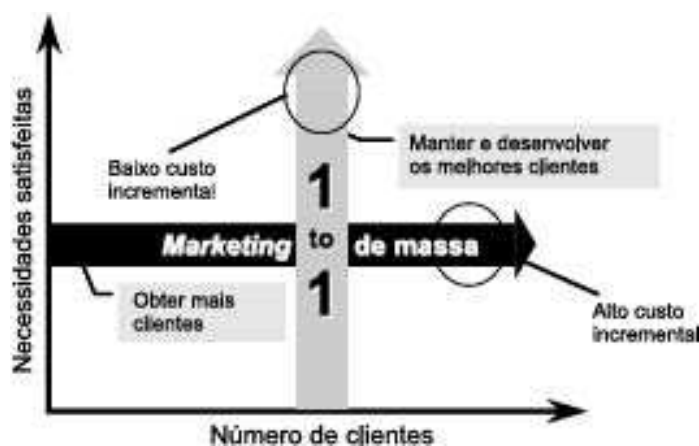 Necessidades satisfeitas
Baixo custo
incremental
Manter e desenvolver
os melhores clientes
1
to
1
Marketing de massa
Obter mais
clientes
Alto custo
incremental
Número de clientes